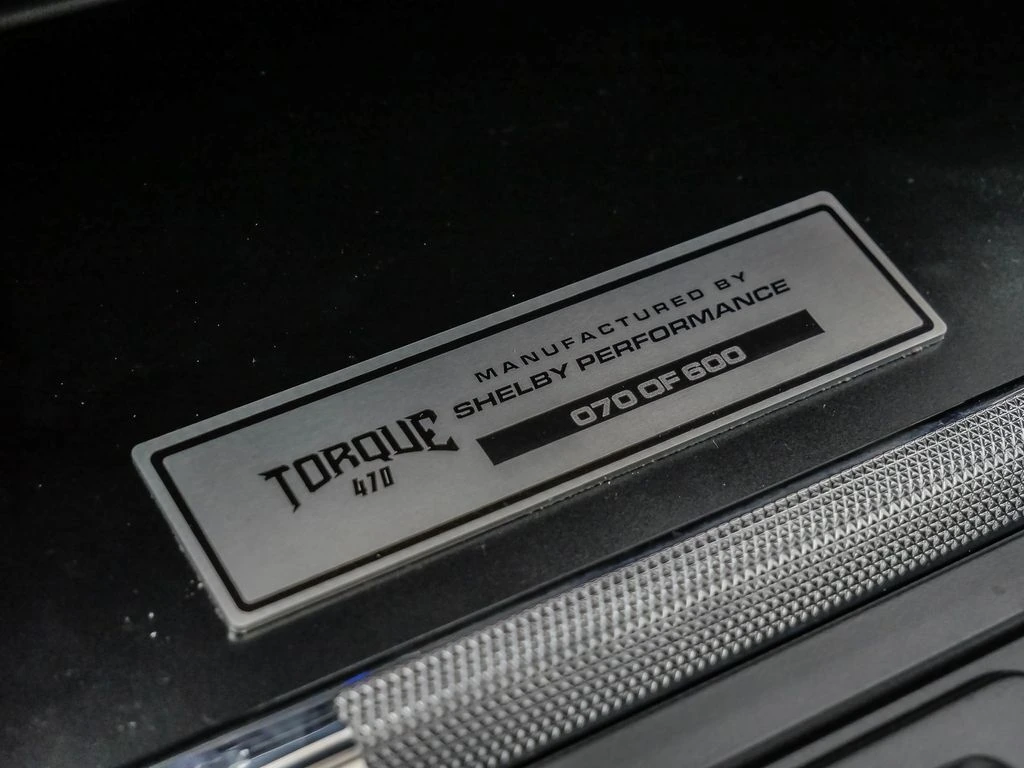 TORQUE
470
MANUFACTURED BY
SHELBY PERFORMANCE
070 OF 600